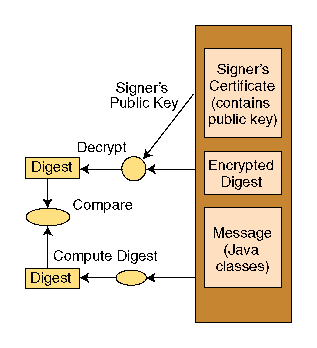 Signer's
Public Key
Signer's
Certificate
(contains
public key)
Decrypt
Digest
Encrypted
Digest
Compare
Message
(Java
classes)
Compute Digest
Digest